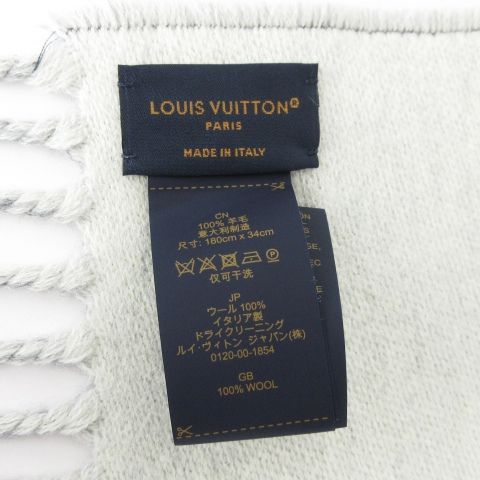 LOUIS VUITTON®
PARIS
MADE IN ITALY
CN
100% 羊毛
意大利制造
尺寸: 180cm x 34cm
仅可干洗
JP
ウール 100%
イタリア製
ドライクリーニング
ルイ・ヴィトン ジャパン(株)
0120-00-1854
GB
100% WOOL